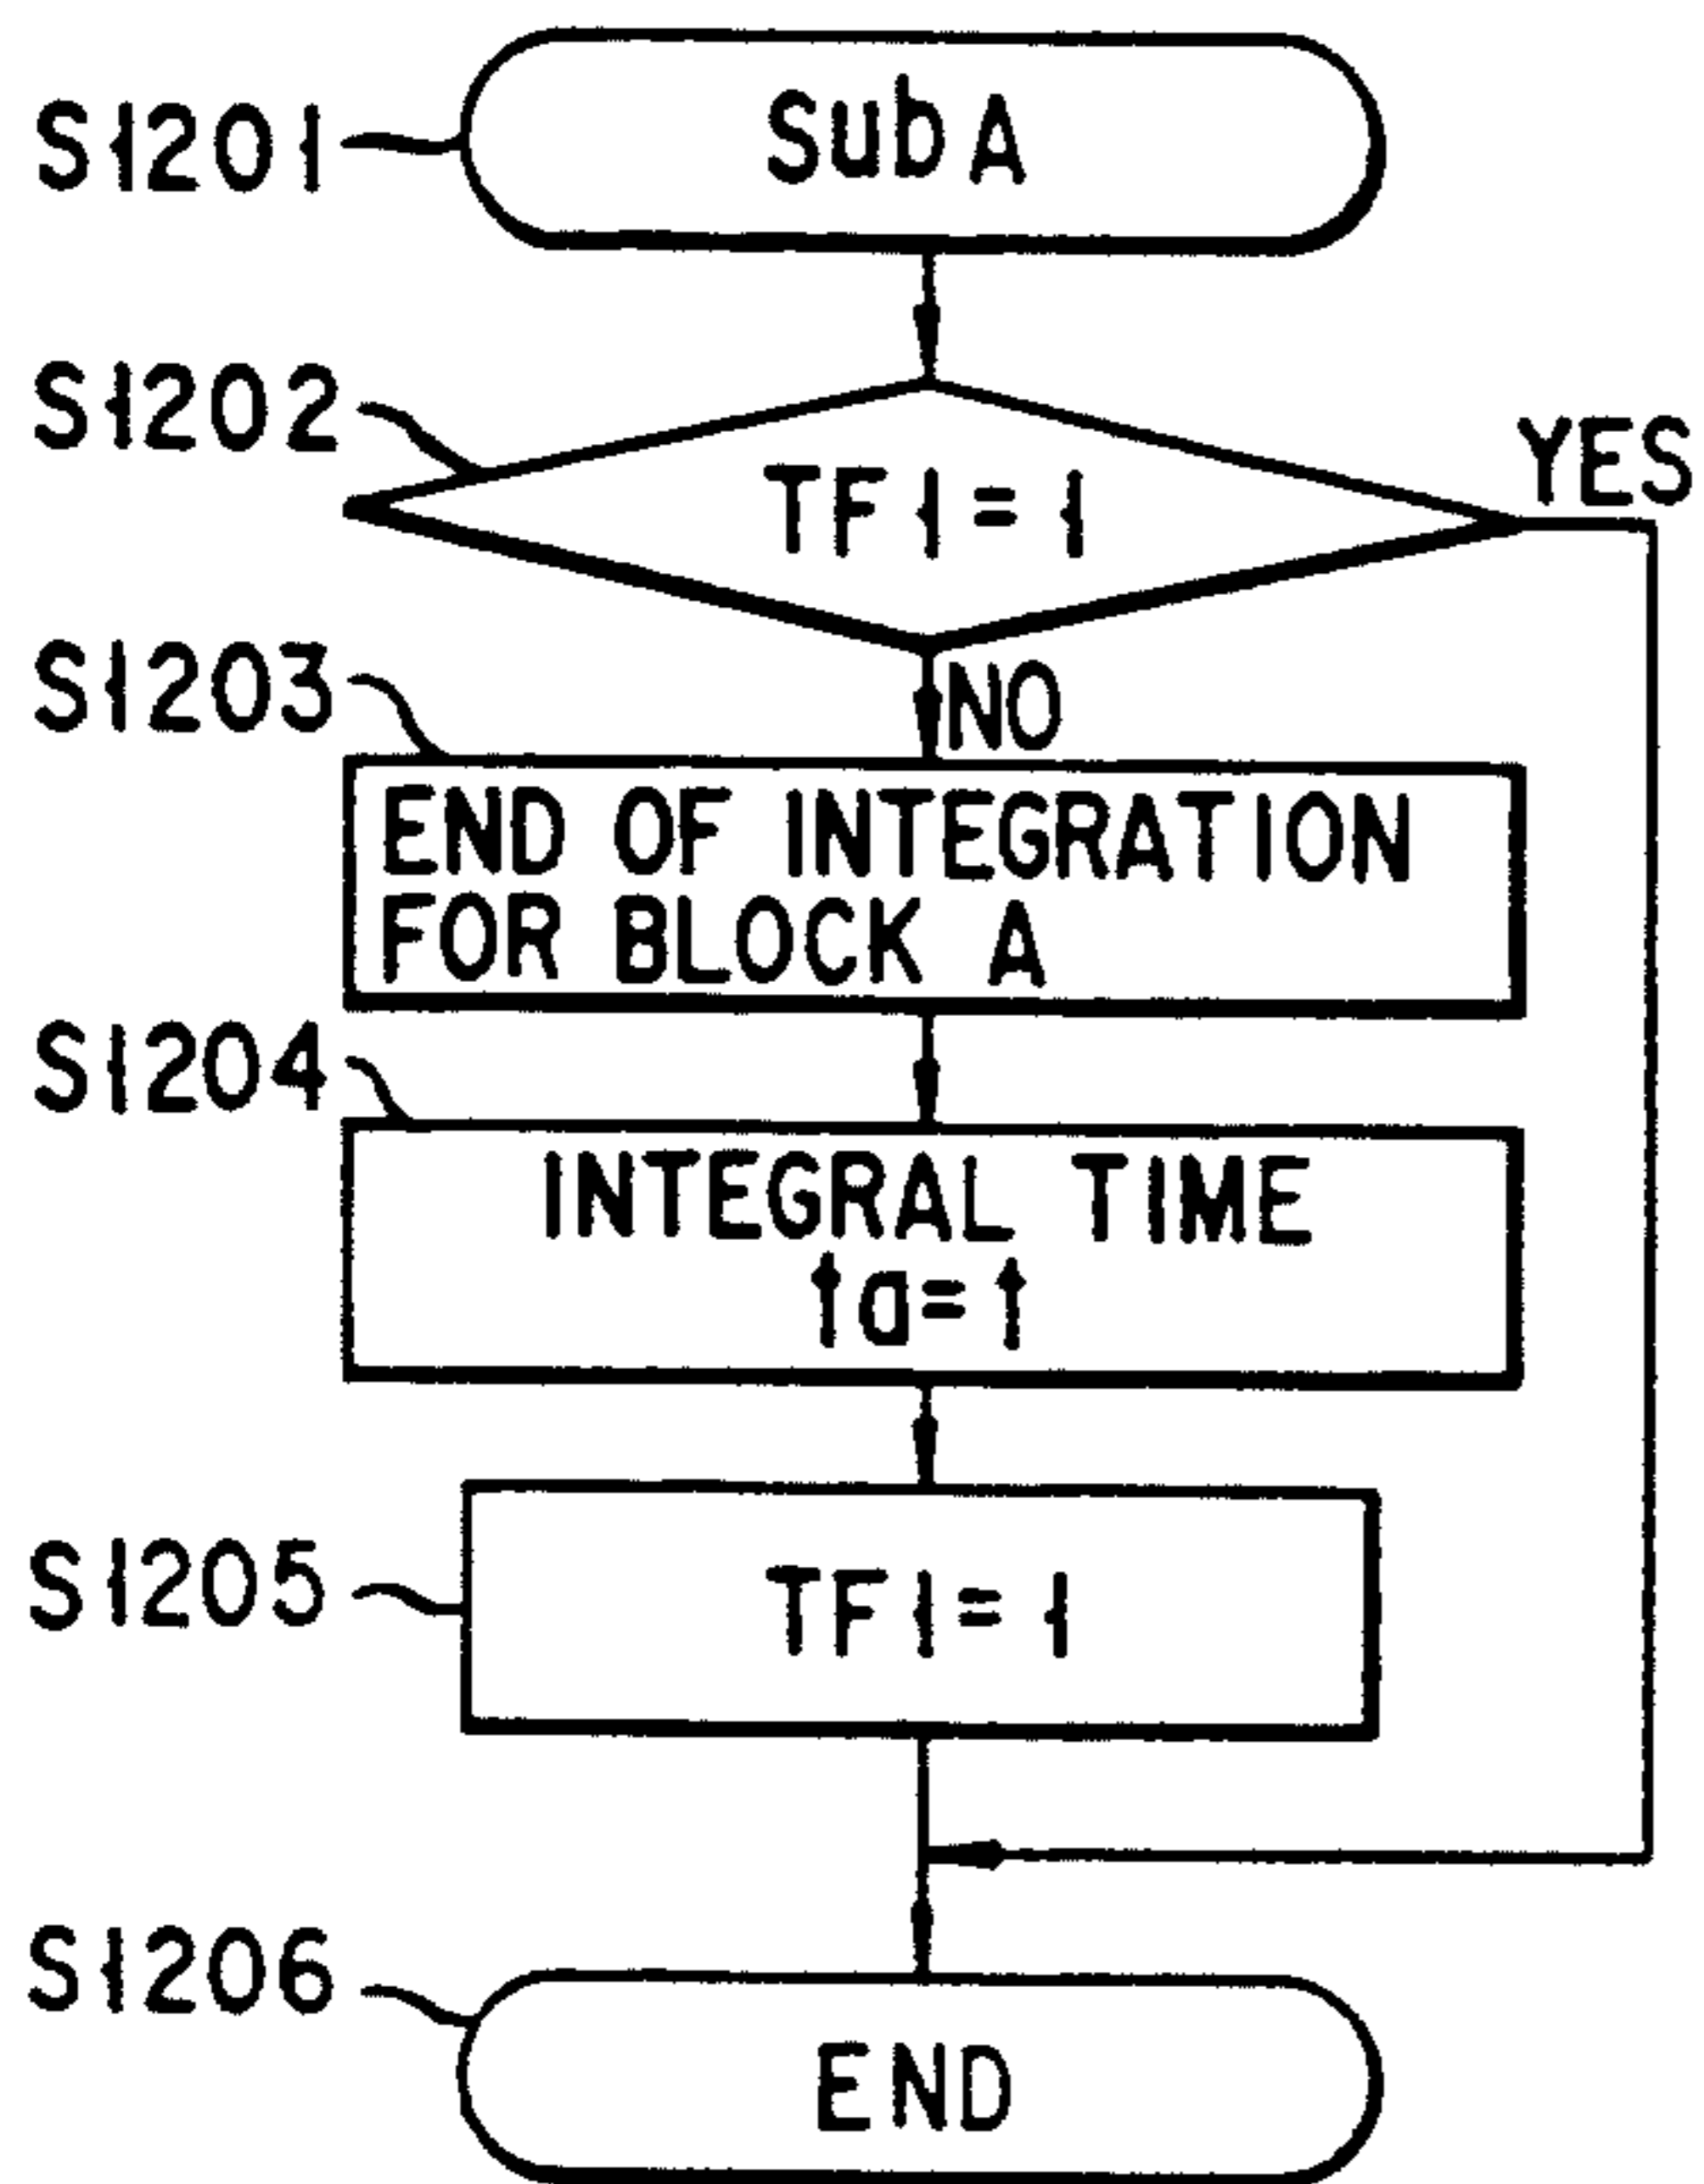 S1201
SubA
S1202
TF1=1
YES
NO
S1203
END OF INTEGRATION
FOR BLOCK A
S1204
INTEGRAL TIME
ta=t
S1205
TF1=1
S1206
END